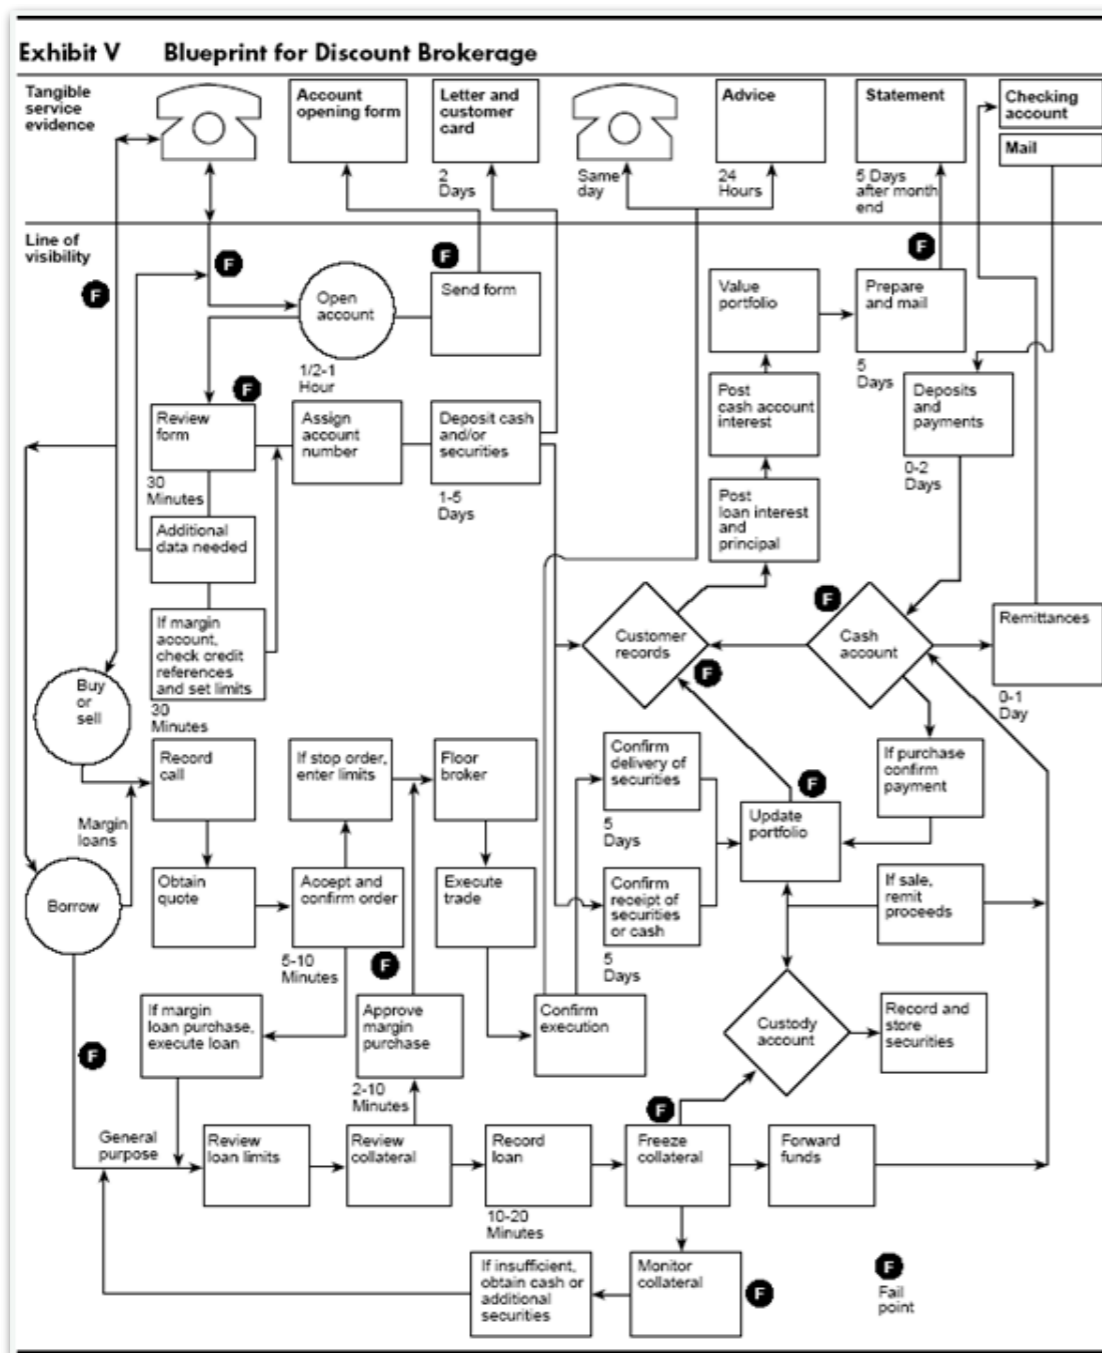 Exhibit V Blueprint for Discount Brokerage
Tangible
service
evidence
Account
opening form
Letter and
customer
card
Advice
Statement
Checking
account
Mail
2
Days
Same
day
24
Hours
5 Days
after month
end
Line of
visibility
F
F
F
F
Open
account
Send form
Value
portfolio
Prepare
and mail
1/2-1
Hour
5
Days
F
Review
form
Assign
account
number
Deposit cash
and/or
securities
Post
cash account
interest
Deposits
and
payments
30
Minutes
1-5
Days
0-2
Days
Additional
data needed
Post
loan interest
and
principal
If margin
account,
check credit
references
and set limits
Customer
records
F
Cash
account
Remittances
F
30
Minutes
0-1
Day
Buy
or
sell
Record
call
If stop order,
enter limits
Floor
broker
Confirm
delivery of
securities
If purchase
confirm
payment
F
Margin
loans
5
Days
Update
portfolio
Borrow
Obtain
quote
Accept and
confirm order
Execute
trade
Confirm
receipt of
securities
or cash
If sale,
remit
proceeds
5-10
Minutes
F
5
Days
If margin
loan purchase,
execute loan
Approve
margin
purchase
Confirm
execution
Custody
account
Record and
store
securities
F
2-10
Minutes
F
General
purpose
Review
loan limits
Review
collateral
Record
loan
Freeze
collateral
Forward
funds
10-20
Minutes
If insufficient,
obtain cash or
additional
securities
Monitor
collateral
F
F
Fail
point